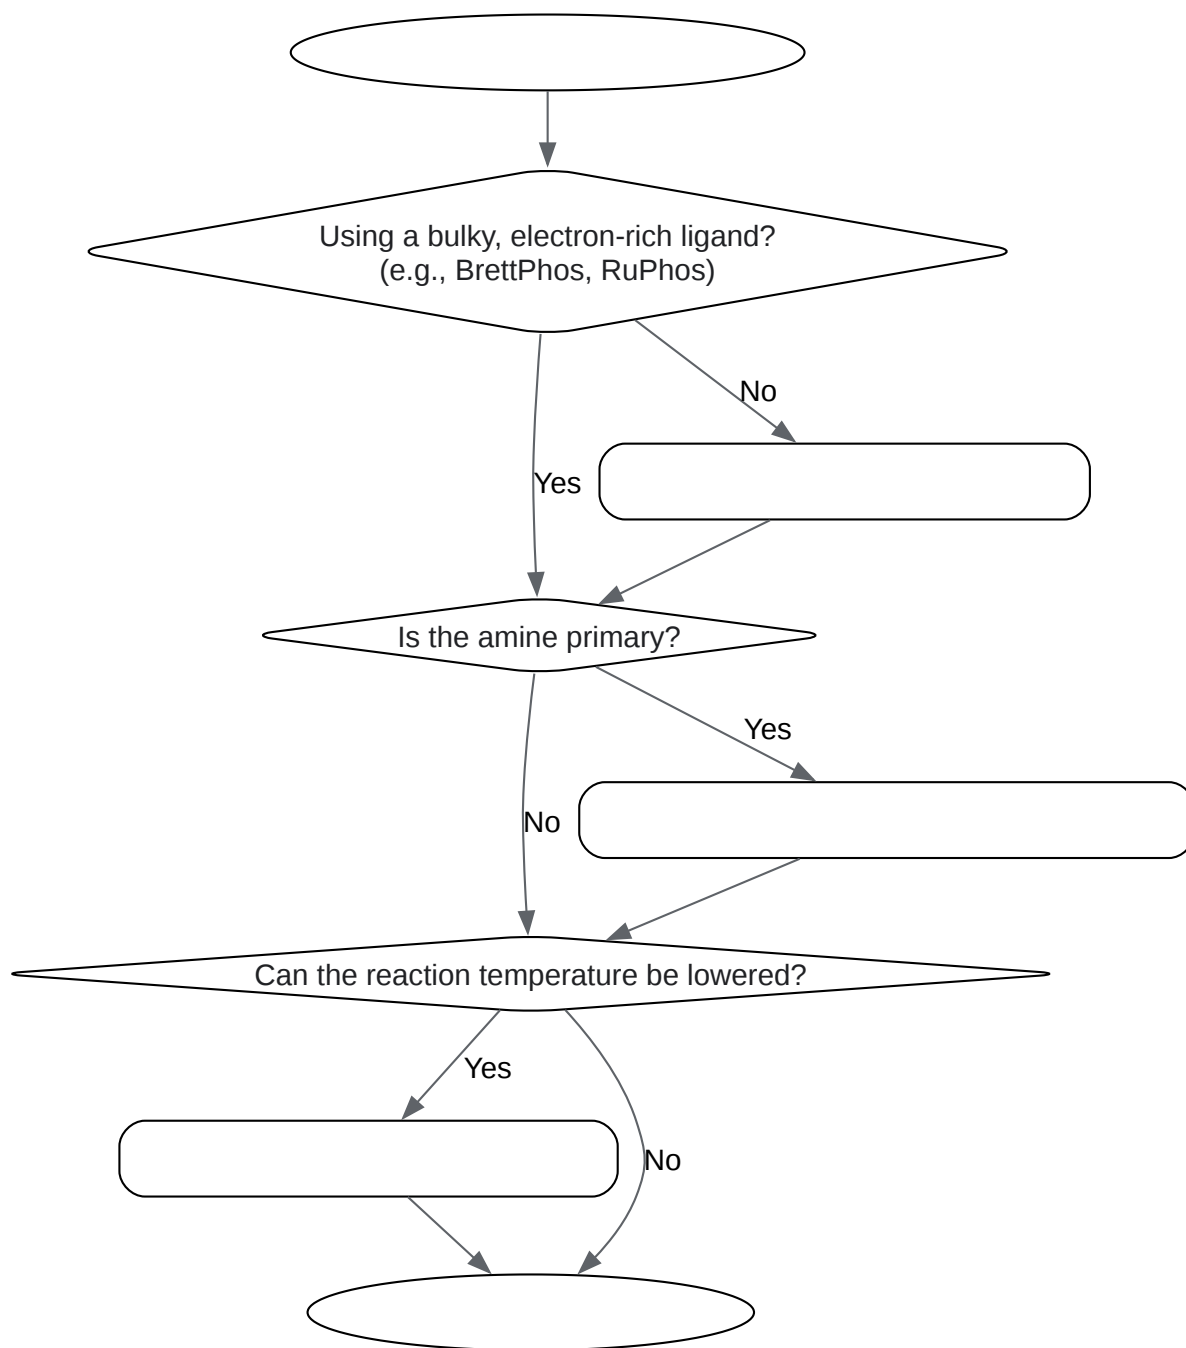 Using a bulky, electron-rich ligand?
(e.g., BrettPhos, RuPhos)
No
Yes
Is the amine primary?
Yes
No
Can the reaction temperature be lowered?
Yes
No